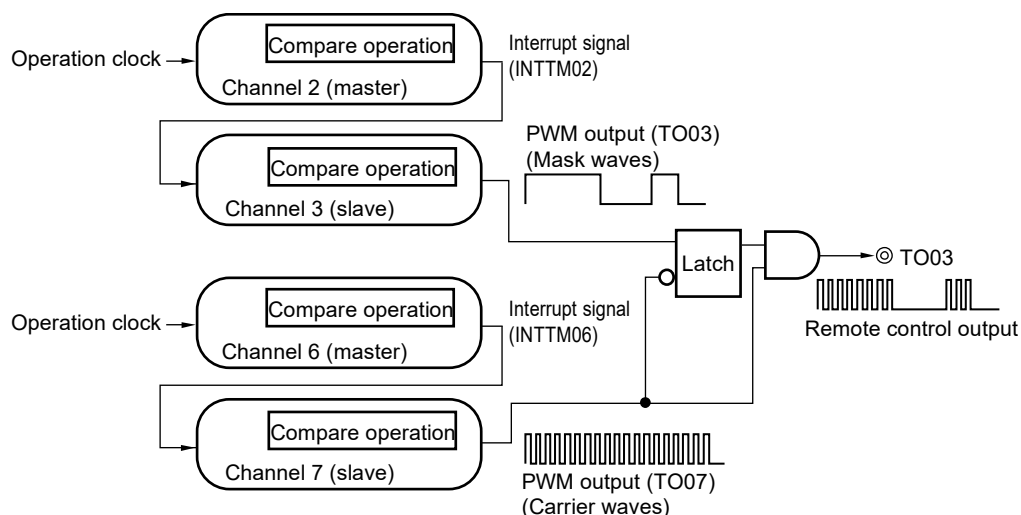 Compare operation
Operation clock
Channel 2 (master)
Interrupt signal
(INTTM02)
Compare operation
Channel 3 (slave)
PWM output (TO03)
(Mask waves)
Latch
TO03
Remote control output
Compare operation
Operation clock
Channel 6 (master)
Interrupt signal
(INTTM06)
Compare operation
Channel 7 (slave)
PWM output (TO07)
(Carrier waves)